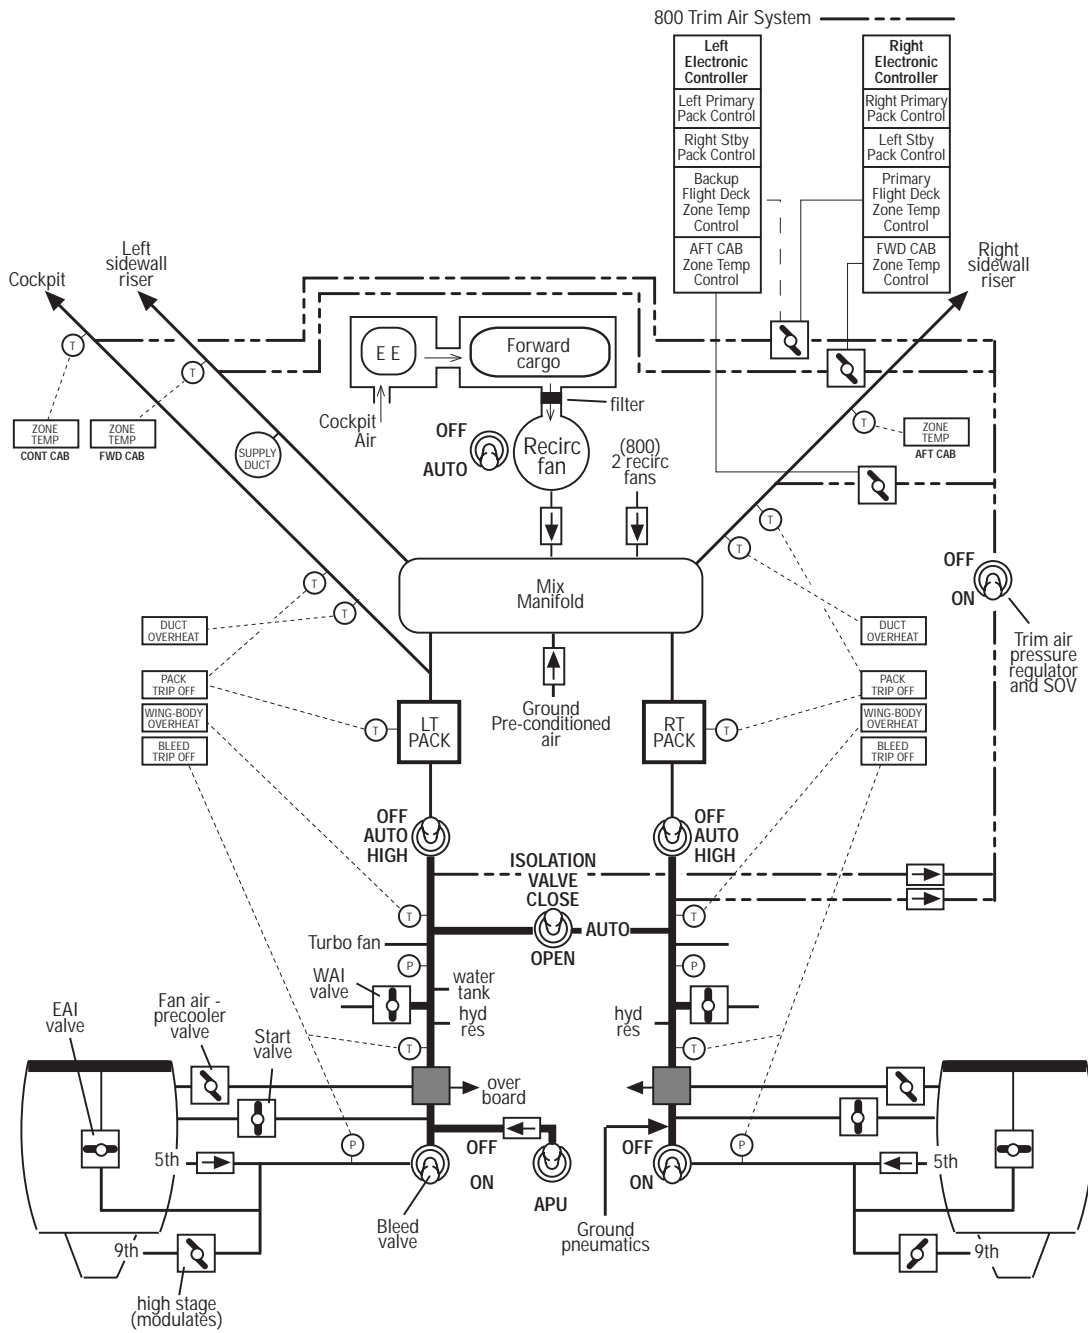 800 Trim Air System
Left
Electronic
Controller
Left Primary
Pack Control
Right Stby
Pack Control
Backup
Flight Deck
Zone Temp
Control
AFT CAB
Zone Temp
Control
Right
Electronic
Controller
Right Primary
Pack Control
Left Stby
Pack Control
Primary
Flight Deck
Zone Temp
Control
FWD CAB
Zone Temp
Control
Cockpit
Left
sidewall
riser
Right
sidewall
riser
T
T
E E
Forward
cargo
filter
Cockpit
Air
OFF
AUTO
Recirc
fan
(800)
2 recirc
fans
ZONE
TEMP
CONT CAB
ZONE
TEMP
FWD CAB
SUPPLY
DUCT
T
ZONE
TEMP
AFT CAB
T
T
T
T
Mix
Manifold
OFF
ON
Trim air
pressure
regulator
and SOV
DUCT
OVERHEAT
PACK
TRIP OFF
WING-BODY
OVERHEAT
BLEED
TRIP OFF
DUCT
OVERHEAT
PACK
TRIP OFF
WING-BODY
OVERHEAT
BLEED
TRIP OFF
T
LT
PACK
Ground
Pre-conditioned
air
RT
PACK
T
OFF
AUTO
HIGH
OFF
AUTO
HIGH
ISOLATION
VALVE
CLOSE
AUTO
OPEN
T
T
Turbo fan
P
P
WAI
valve
water
tank
hyd
res
hyd
res
T
T
EAI
valve
Fan air -
precooler
valve
Start
valve
over
board
OFF
ON
APU
OFF
ON
P
P
5th
5th
Bleed
valve
Ground
pneumatics
9th
9th
high stage
(modulates)